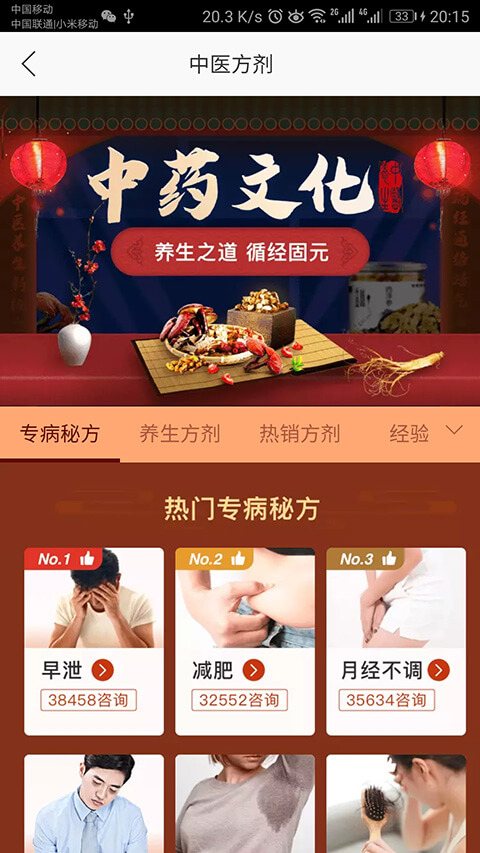 中国移动
中国联通|小米移动
20.3 K/s
2G
4G
33
20:15
中医方剂
中药文化
养生之道 循经固元
专病秘方
养生方剂
热销方剂
经验
热门专病秘方
No.1
No.2
No.3
早泄
减肥
月经不调
38458咨询
32552咨询
35634咨询